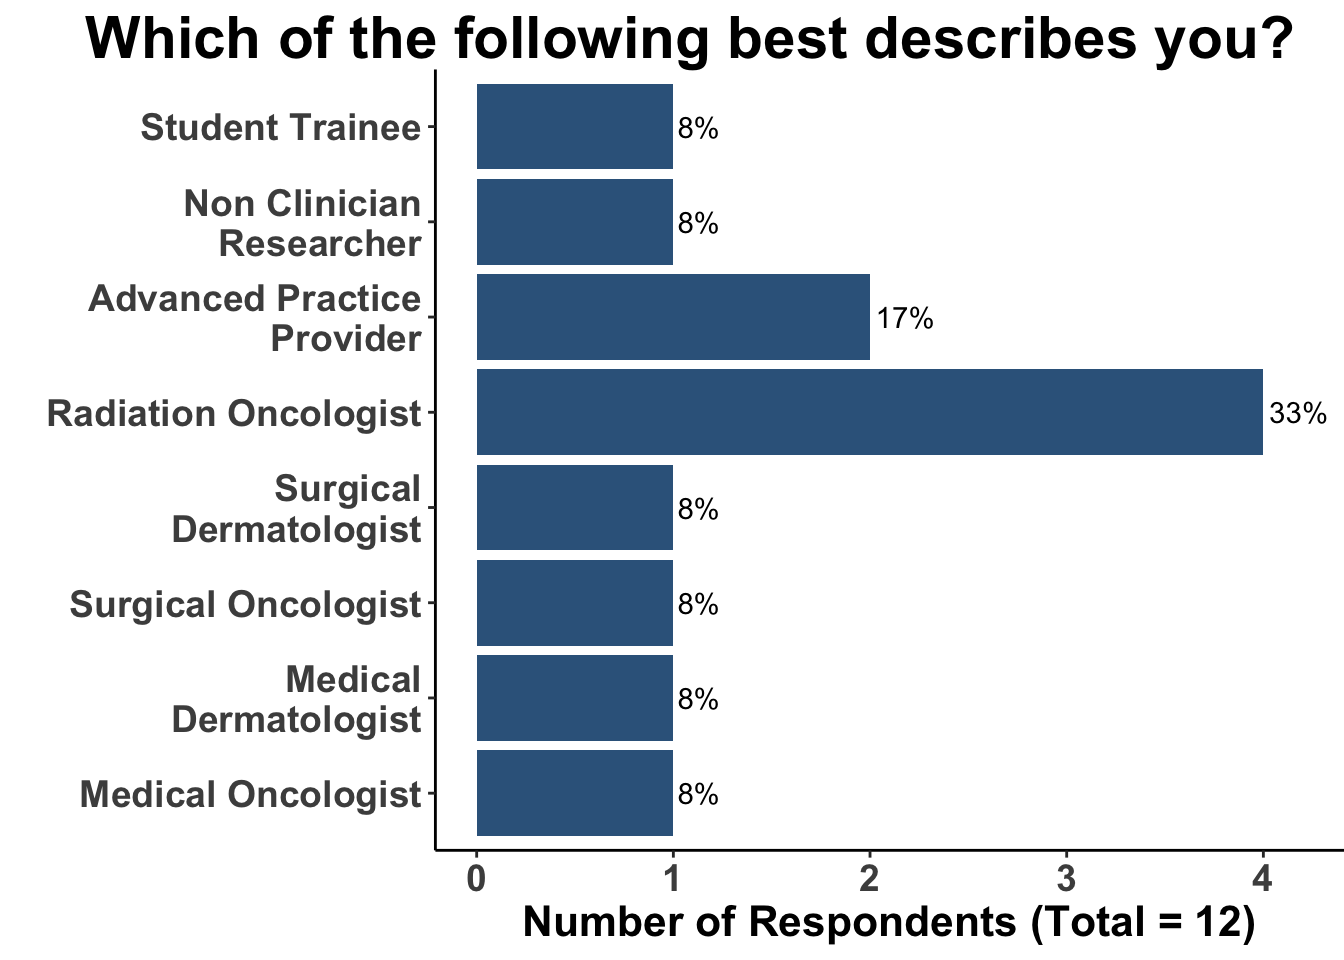 Which of the following best describes you?
Student Trainee
8%
Non Clinician
Researcher
8%
Advanced Practice
Provider
17%
Radiation Oncologist
33%
Surgical
Dermatologist
8%
Surgical Oncologist
8%
Medical
Dermatologist
8%
Medical Oncologist
8%
0 1 2 3 4
Number of Respondents (Total = 12)